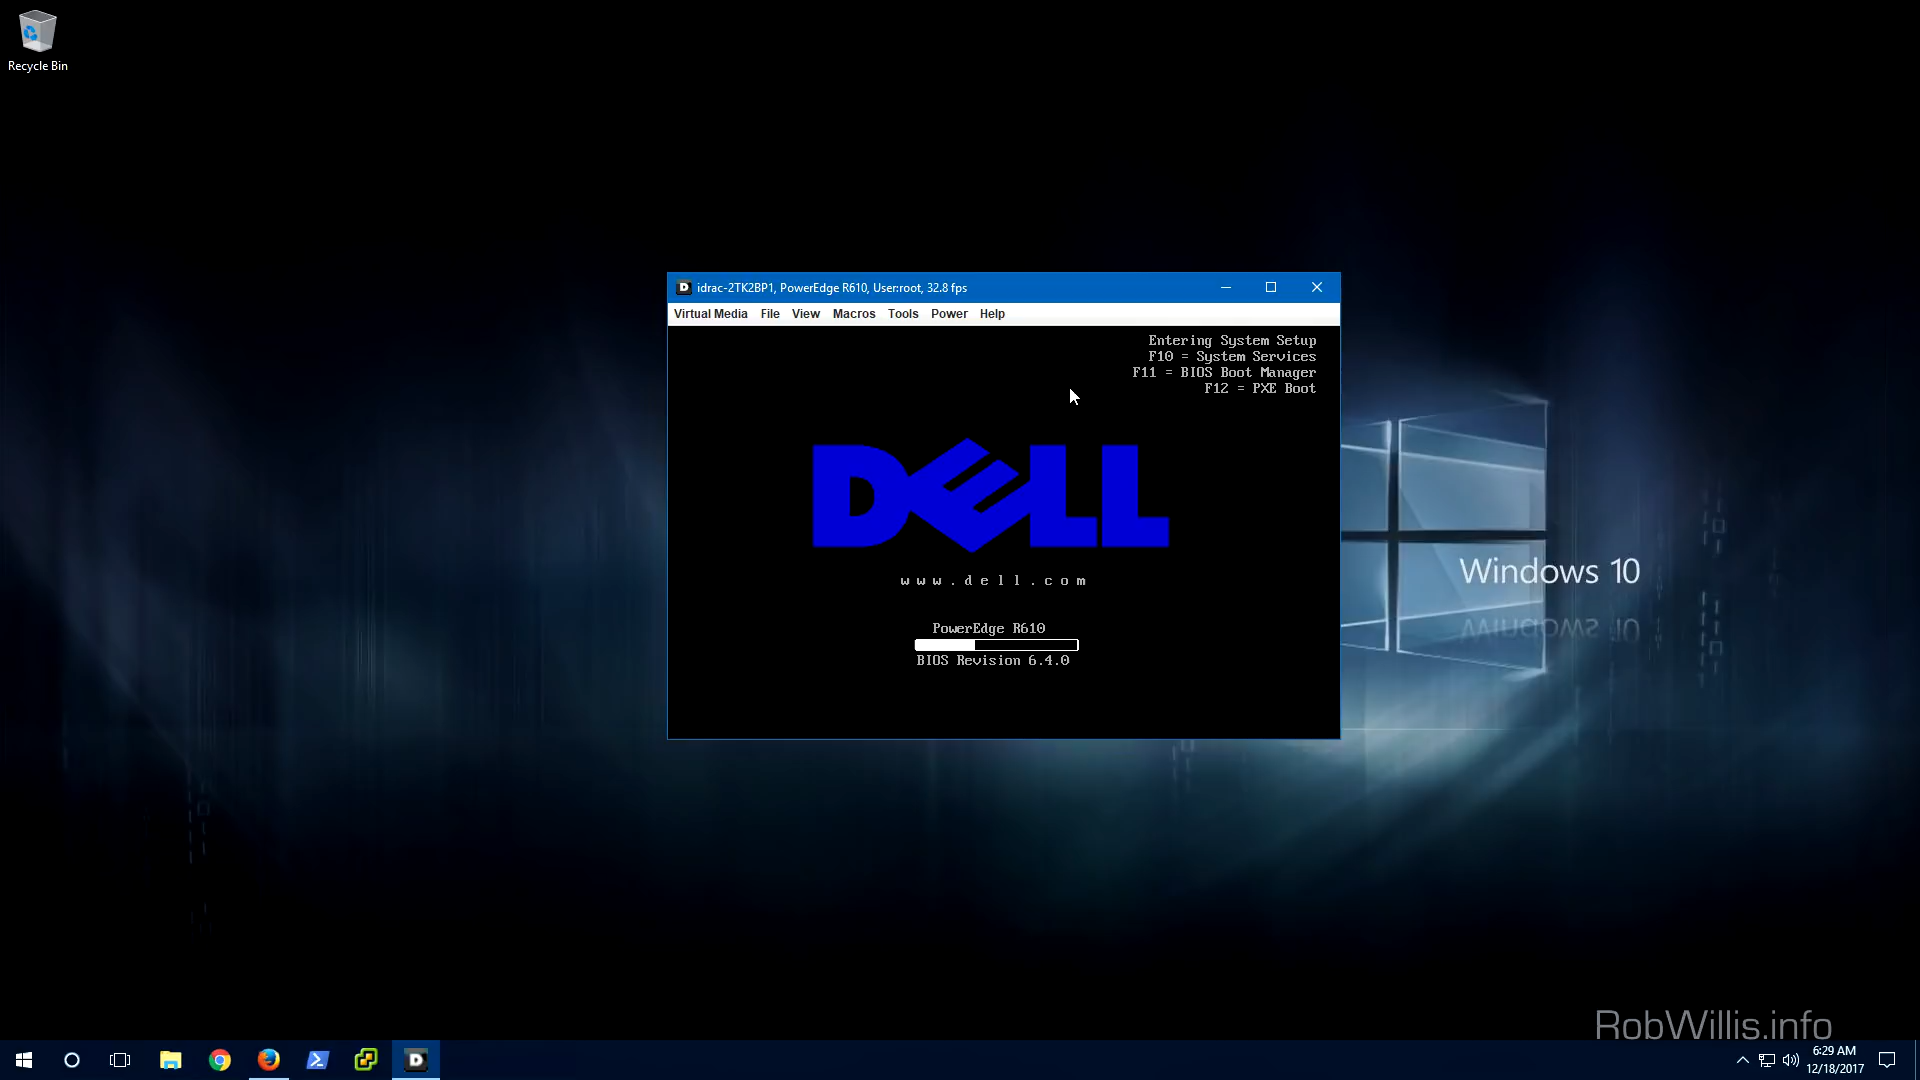 Recycle Bin
idrac-2TK2BP1, PowerEdge R610, User:root, 32.8 fps
Virtual Media File View Macros Tools Power Help
Entering System Setup
F10 = System Services
F11 = BIOS Boot Manager
F12 = PXE Boot
DELL
www.dell.com
PowerEdge R610
BIOS Revision 6.4.0
Windows 10
RobWillis.info
6:29 AM
12/18/2017